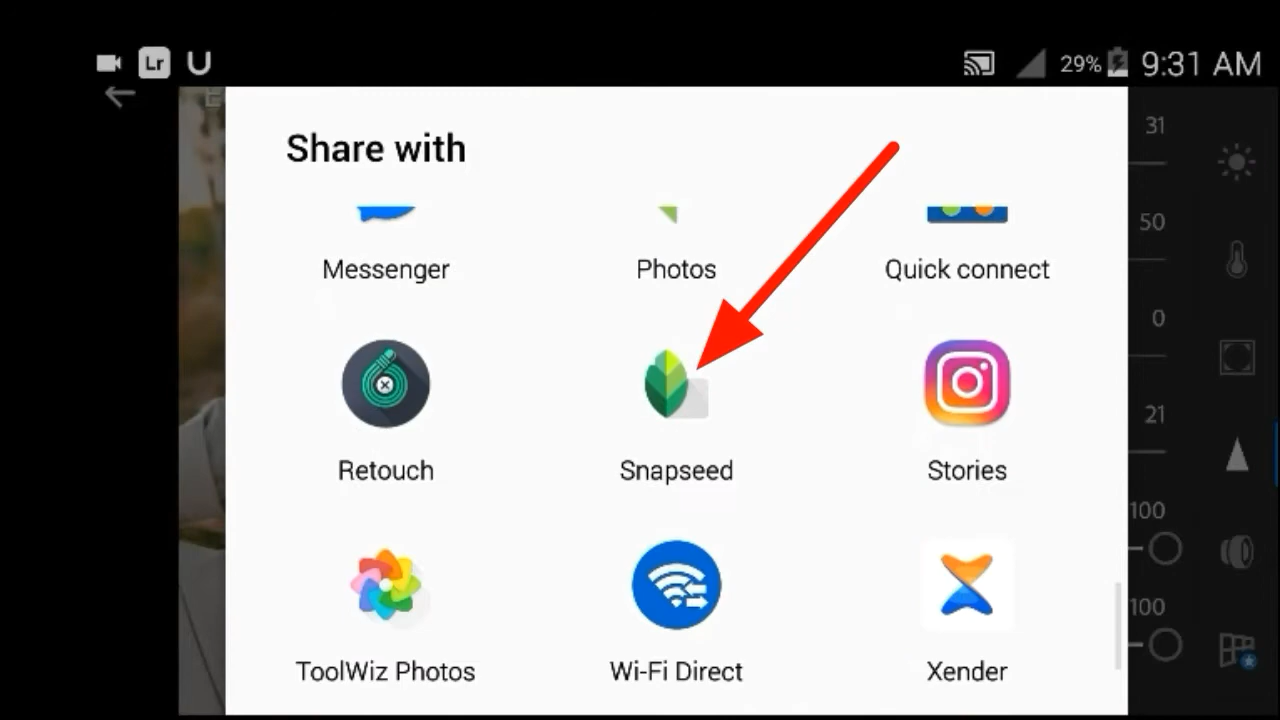 Lr 29% 9:31 AM
Share with
31
Messenger Photos Quick connect
50
0
21
Retouch Snapseed Stories
100
100
ToolWiz Photos Wi-Fi Direct Xender